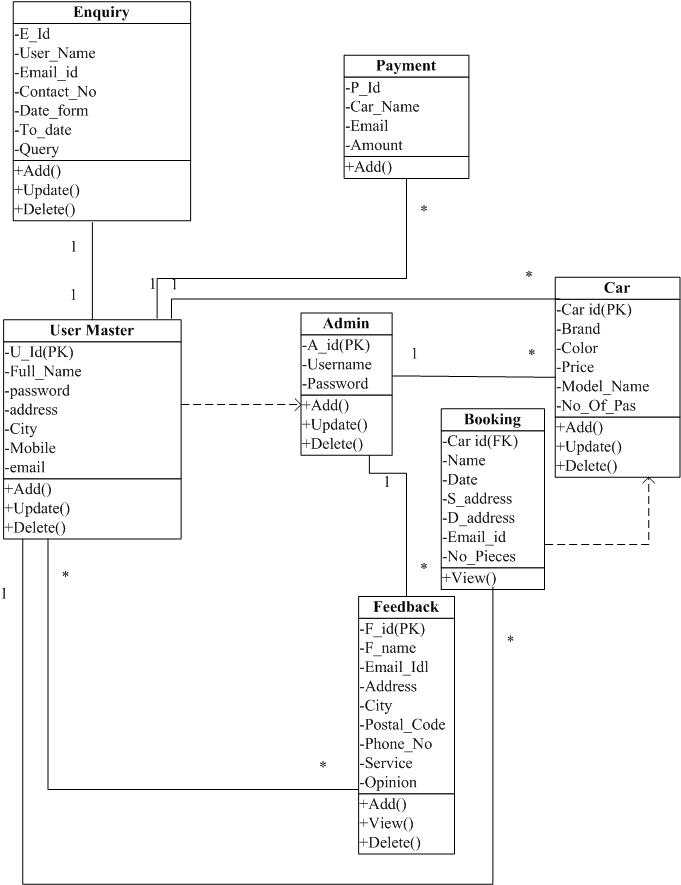 Enquiry
-E_Id
-User_Name
-Email_id
-Contact_No
-Date_form
-To_date
-Query
+Add()
+Update()
+Delete()
Payment
-P_Id
-Car_Name
-Email
-Amount
+Add()
1
*
1
1
1
*
User Master
-U_Id(PK)
-Full_Name
-password
-address
-City
-Mobile
-email
+Add()
+Update()
+Delete()
Admin
-A_id(PK)
-Username
-Password
+Add()
+Update()
+Delete()
1
*
Car
-Car id(PK)
-Brand
-Color
-Price
-Model_Name
-No_Of_Pas
+Add()
+Update()
+Delete()
Booking
-Car id(FK)
-Name
-Date
-S_address
-D_address
-Email_id
-No_Pieces
+View()
1
*
1
*
*
*
Feedback
-F_id(PK)
-F_name
-Email_Idl
-Address
-City
-Postal_Code
-Phone_No
-Service
-Opinion
+Add()
+View()
+Delete()